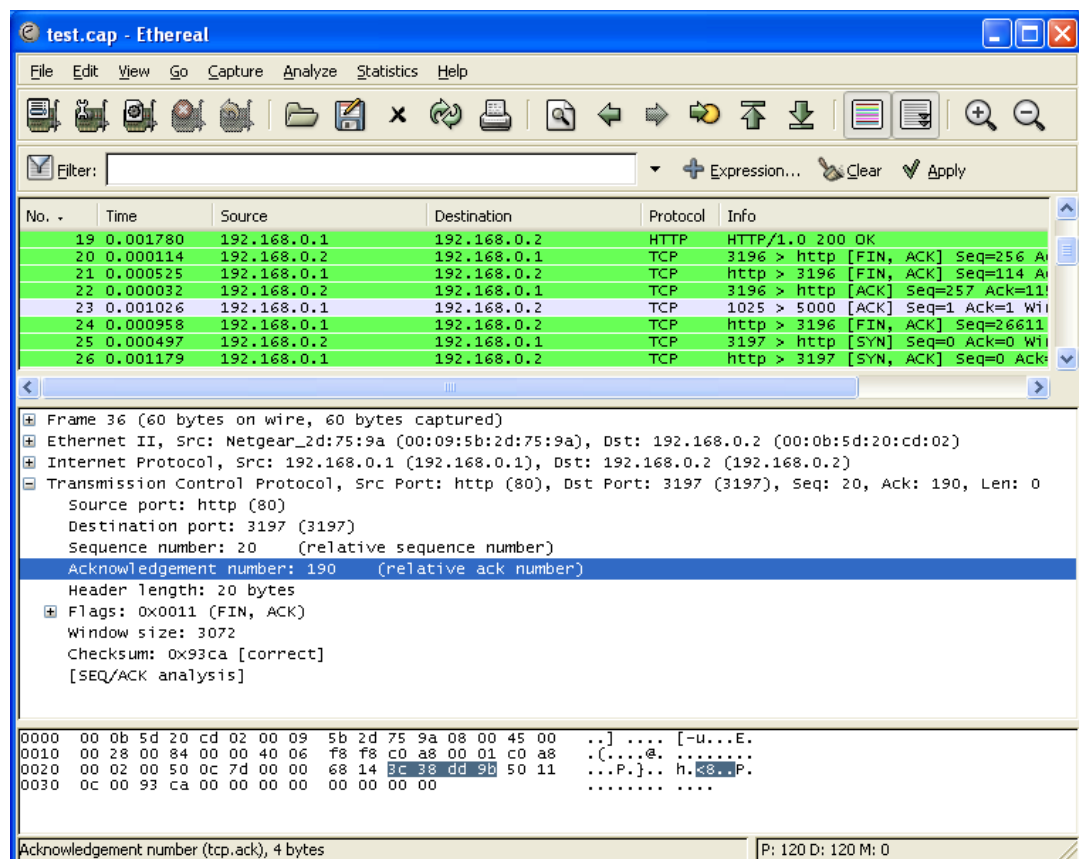 test.cap - Ethereal
File Edit View Go Capture Analyze Statistics Help
Filter: Expression... Clear Apply
No. Time Source Destination Protocol Info
19 0.001780 192.168.0.1 192.168.0.2 HTTP HTTP/1.0 200 OK
20 0.000114 192.168.0.2 192.168.0.1 TCP 3196 > http [FIN, ACK] Seq=256
21 0.000525 192.168.0.1 192.168.0.2 TCP http > 3196 [FIN, ACK] Seq=114
22 0.000032 192.168.0.2 192.168.0.1 TCP 3196 > http [ACK] Seq=257
23 0.001026 192.168.0.1 192.168.0.2 TCP 1025 > 5000 [ACK] Seq=1 Ack=1
24 0.000958 192.168.0.1 192.168.0.2 TCP http > 3196 [FIN, ACK] Seq=26611
25 0.000497 192.168.0.2 192.168.0.1 TCP 3197 > http [SYN] Seq=0 Ack=0
26 0.001179 192.168.0.1 192.168.0.2 TCP http > 3197 [SYN, ACK] Seq=0
Frame 36 (60 bytes on wire, 60 bytes captured)
Ethernet II, Src: Netgear_2d:75:9a (00:09:5b:2d:75:9a), Dst: 192.168.0.2 (00:0b:5d:20:cd:02)
Internet Protocol, Src: 192.168.0.1 (192.168.0.1), Dst: 192.168.0.2 (192.168.0.2)
Transmission Control Protocol, Src Port: http (80), Dst Port: 3197 (3197), Seq: 20, Ack: 190, Len: 0
Source port: http (80)
Destination port: 3197 (3197)
Sequence number: 20 (relative sequence number)
Acknowledgement number: 190 (relative ack number)
Header length: 20 bytes
Flags: 0x0011 (FIN, ACK)
Window size: 3072
Checksum: 0x93ca [correct]
[SEQ/ACK analysis]
0000 00 0b 5d 20 cd 02 00 09 5b 2d 75 9a 08 00 45 00 ..] .... [-u...E.
0010 00 28 00 84 00 00 40 06 f8 f8 c0 a8 00 01 c0 a8 .(....@. ........
0020 00 02 00 50 0c 7d 00 00 68 14 3c 38 dd 9b 50 11 ...P.}.. h.<8..P.
0030 0c 00 93 ca 00 00 00 00 00 00 00 00 ........ ....
Acknowledgement number (tcp.ack), 4 bytes P: 120 D: 120 M: 0